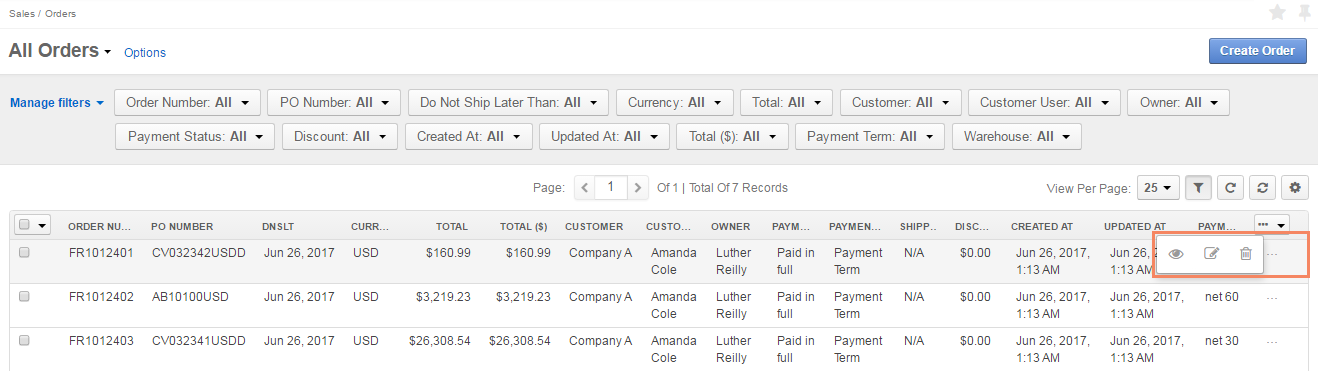 Sales / Orders
All Orders Options Create Order
Manage filters Order Number: All PO Number: All Do Not Ship Later Than: All Currency: All Total: All Customer: All Customer User: All Owner: All
Payment Status: All Discount: All Created At: All Updated At: All Total ($): All Payment Term: All Warehouse: All
Page: 1 Of 1 | Total Of 7 Records View Per Page: 25
ORDER NU... PO NUMBER DNSLT CURR... TOTAL TOTAL ($) CUSTOMER CUSTO... OWNER PAYM... PAYMEN... SHIPP... DISC... CREATED AT UPDATED AT PAYM... ...
FR1012401 CV032342USDD Jun 26, 2017 USD $160.99 $160.99 Company A Amanda Luther Paid in Payment N/A $0.00 Jun 26, 2017, Jun 26, ...
Cole Reilly full Term 1:13 AM 1:13 AM
FR1012402 AB10100USD Jun 26, 2017 USD $3,219.23 $3,219.23 Company A Amanda Luther Paid in Payment N/A $0.00 Jun 26, 2017, Jun 26, 2017, net 60 ...
Cole Reilly full Term 1:13 AM 1:13 AM
FR1012403 CV032341USDD Jun 26, 2017 USD $26,308.54 $26,308.54 Company A Amanda Luther Paid in Payment N/A $0.00 Jun 26, 2017, Jun 26, 2017, net 30 ...
Cole Reilly full Term 1:13 AM 1:13 AM